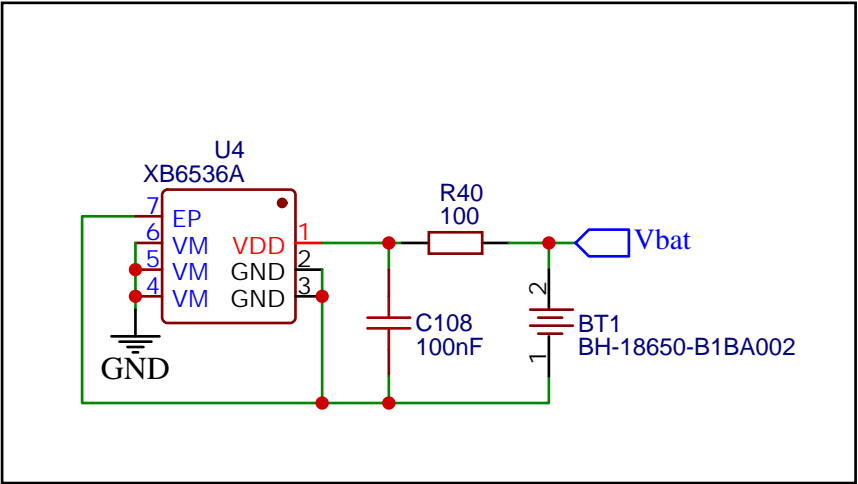 U4
XB6536A
7
EP
6
VM
VDD
1
5
VM
GND
2
4
VM
GND
3
GND
R40
100
Vbat
C108
100nF
2
BT1
BH-18650-B1BA002
1